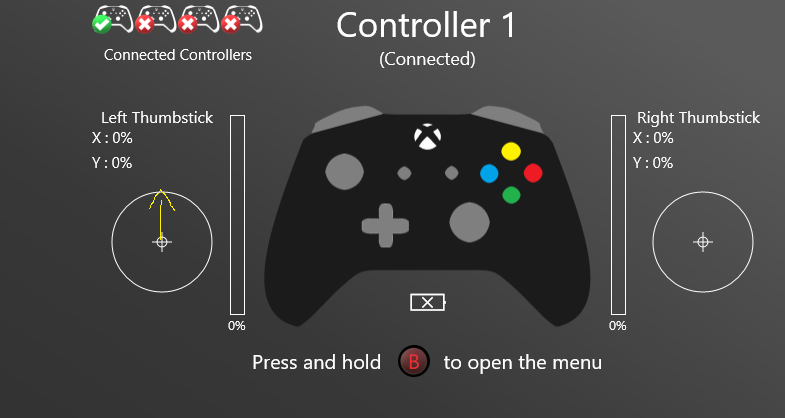 Controller 1
(Connected)
Connected Controllers
Left Thumbstick
X : 0%
Y : 0%
0%
Right Thumbstick
X : 0%
Y : 0%
0%
Press and hold B to open the menu